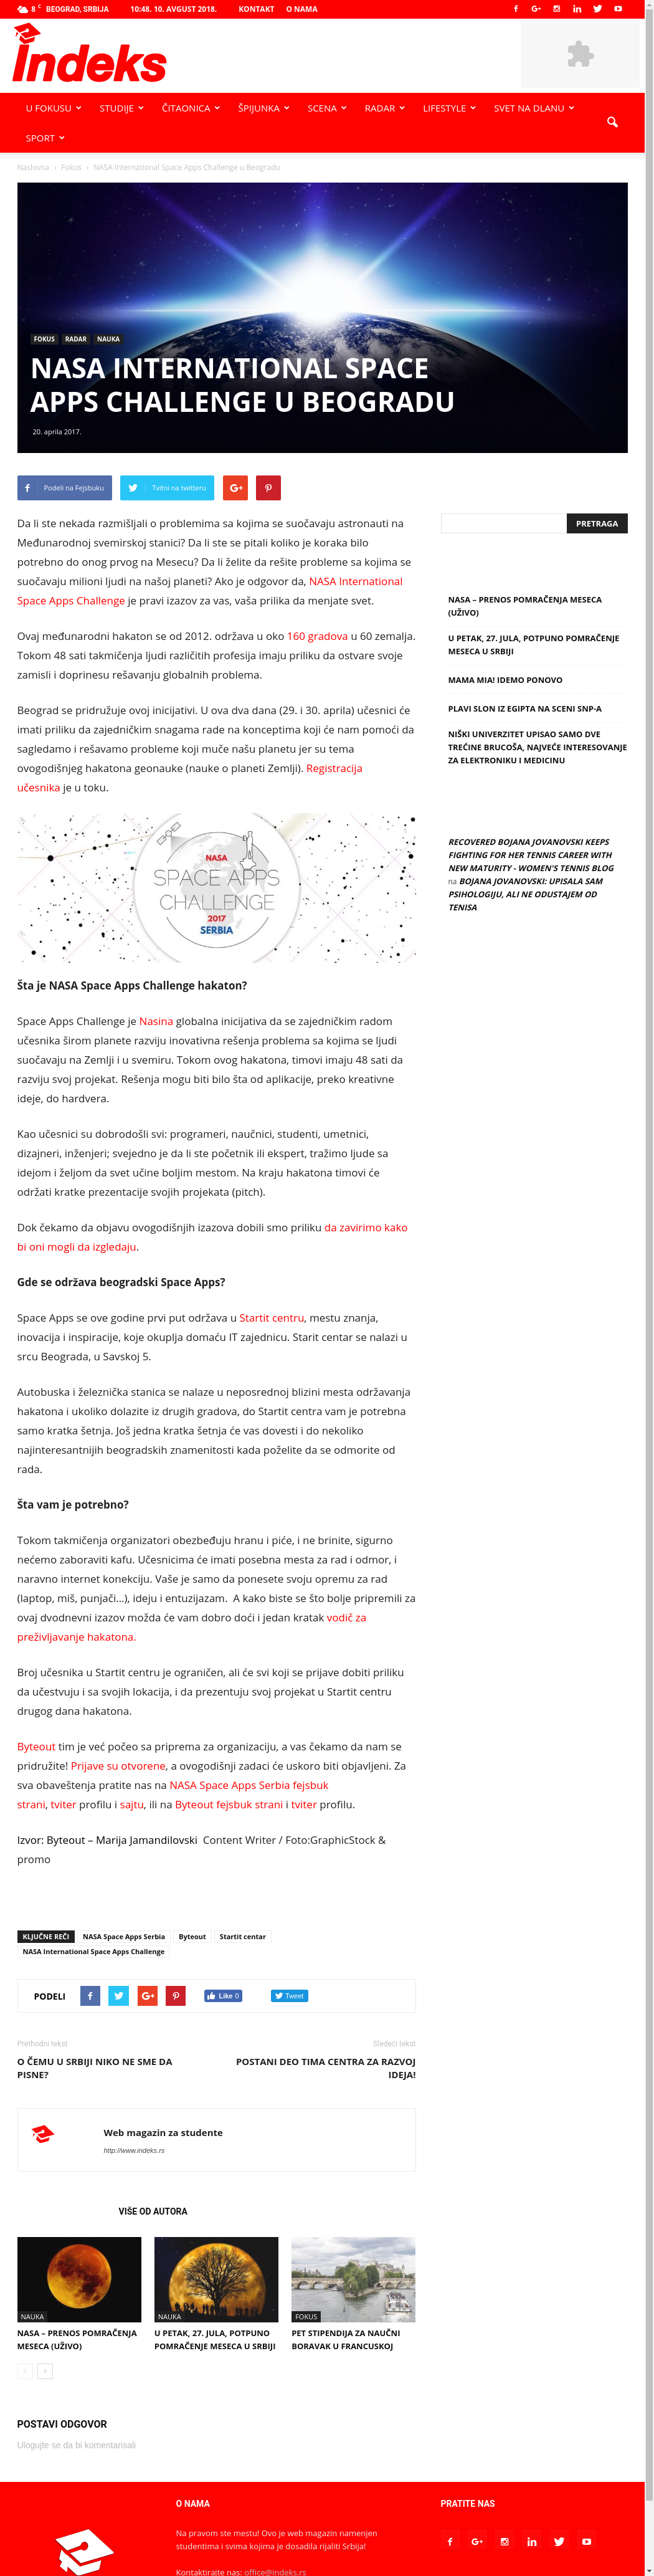 8 C BEOGRAD, SRBIJA 10:48. 10. AVGUST 2018. KONTAKT O NAMA
indeks
U FOKUSU STUDIJE ČITAONICA ŠPIJUNKA SCENA RADAR LIFESTYLE SVET NA DLANU
SPORT
Naslovna › Fokus › NASA International Space Apps Challenge u Beogradu
FOKUS RADAR NAUKA
NASA INTERNATIONAL SPACE
APPS CHALLENGE U BEOGRADU
20. aprila 2017.
Podeli na Fejsbuku Tvitni na twitteru
Da li ste nekada razmišljali o problemima sa kojima se suočavaju astronauti na
Međunarodnoj svemirskoj stanici? Da li ste se pitali koliko je koraka bilo
potrebno do onog prvog na Mesecu? Da li želite da rešite probleme sa kojima se
suočavaju milioni ljudi na našoj planeti? Ako je odgovor da, NASA International
Space Apps Challenge je pravi izazov za vas, vaša prilika da menjate svet.
Ovaj međunarodni hakaton se od 2012. održava u oko 160 gradova u 60 zemalja.
Tokom 48 sati takmičenja ljudi različitih profesija imaju priliku da ostvare svoje
zamisli i doprinesu rešavanju globalnih problema.
Beograd se pridružuje ovoj inicijativi. U ova dva dana (29. i 30. aprila) učesnici će
imati priliku da zajedničkim snagama rade na konceptima koji će nam pomoći da
sagledamo i rešavamo probleme koji muče našu planetu jer su tema
ovogodišnjeg hakatona geonauke (nauke o planeti Zemlji). Registracija
učesnika je u toku.
NASA
SPACE APPS
CHALLENGE
2017
SERBIA
Šta je NASA Space Apps Challenge hakaton?
Space Apps Challenge je Nasina globalna inicijativa da se zajedničkim radom
učesnika širom planete razviju inovativna rešenja problema sa kojima se ljudi
suočavaju na Zemlji i u svemiru. Tokom ovog hakatona, timovi imaju 48 sati da
razviju svoj projekat. Rešenja mogu biti bilo šta od aplikacije, preko kreativne
ideje, do hardvera.
Kao učesnici su dobrodošli svi: programeri, naučnici, studenti, umetnici,
dizajneri, inženjeri; svejedno je da li ste početnik ili ekspert, tražimo ljude sa
idejom i željom da svet učine boljim mestom. Na kraju hakatona timovi će
održati kratke prezentacije svojih projekata (pitch).
Dok čekamo da objavu ovogodišnjih izazova dobili smo priliku da zavirimo kako
bi oni mogli da izgledaju.
Gde se održava beogradski Space Apps?
Space Apps se ove godine prvi put održava u Startit centru, mestu znanja,
inovacija i inspiracije, koje okuplja domaću IT zajednicu. Starit centar se nalazi u
srcu Beograda, u Savskoj 5.
Autobuska i železnička stanica se nalaze u neposrednoj blizini mesta održavanja
hakatona i ukoliko dolazite iz drugih gradova, do Startit centra vam je potrebna
samo kratka šetnja. Još jedna kratka šetnja će vas dovesti i do nekoliko
najinteresantnijih beogradskih znamenitosti kada poželite da se odmorite od
rada.
Šta vam je potrebno?
Tokom takmičenja organizatori obezbeđuju hranu i piće, i ne brinite, sigurno
nećemo zaboraviti kafu. Učesnicima će imati posebna mesta za rad i odmor, i
naravno internet konekciju. Vaše je samo da ponesete svoju opremu za rad
(laptop, miš, punjači...), ideju i entuzijazam. A kako biste se što bolje pripremili za
ovaj dvodnevni izazov možda će vam dobro doći i jedan kratak vodič za
preživljavanje hakatona.
Broj učesnika u Startit centru je ograničen, ali će svi koji se prijave dobiti priliku
da učestvuju i sa svojih lokacija, i da prezentuju svoj projekat u Startit centru
drugog dana hakatona.
Byteout tim je već počeo sa priprema za organizaciju, a vas čekamo da nam se
pridružite! Prijave su otvorene, a ovogodišnji zadaci će uskoro biti objavljeni. Za
sva obaveštenja pratite nas na NASA Space Apps Serbia fejsbuk
strani, tviter profilu i sajtu, ili na Byteout fejsbuk strani i tviter profilu.
Izvor: Byteout – Marija Jamandilovski Content Writer / Foto:GraphicStock &
promo
KLJUČNE REČI NASA Space Apps Serbia Byteout Startit centar
NASA International Space Apps Challenge
PODELI Like 0 Tweet
Prethodni tekst Sledeći tekst
O ČEMU U SRBIJI NIKO NE SME DA
PISNE?
POSTANI DEO TIMA CENTRA ZA RAZVOJ
IDEJA!
Web magazin za studente
http://www.indeks.rs
VIŠE OD AUTORA
NAUKA
NASA – PRENOS POMRAČENJA
MESECA (UŽIVO)
NAUKA
U PETAK, 27. JULA, POTPUNO
POMRAČENJE MESECA U SRBIJI
FOKUS
PET STIPENDIJA ZA NAUČNI
BORAVAK U FRANCUSKOJ
POSTAVI ODGOVOR
Ulogujte se da bi komentarisali
PRETRAGA
NASA – PRENOS POMRAČENJA MESECA
(UŽIVO)
U PETAK, 27. JULA, POTPUNO POMRAČENJE
MESECA U SRBIJI
MAMA MIA! IDEMO PONOVO
PLAVI SLON IZ EGIPTA NA SCENI SNP-A
NIŠKI UNIVERZITET UPISAO SAMO DVE
TREĆINE BRUCOŠA, NAJVEĆE INTERESOVANJE
ZA ELEKTRONIKU I MEDICINU
RECOVERED BOJANA JOVANOVSKI KEEPS
FIGHTING FOR HER TENNIS CAREER WITH
NEW MATURITY - WOMEN'S TENNIS BLOG
na BOJANA JOVANOVSKI: UPISALA SAM
PSIHOLOGIJU, ALI NE ODUSTAJEM OD
TENISA
O NAMA
Na pravom ste mestu! Ovo je web magazin namenjen
studentima i svima kojima je dosadila rijaliti Srbija!
Kontaktirajte nas: office@indeks.rs
PRATITE NAS